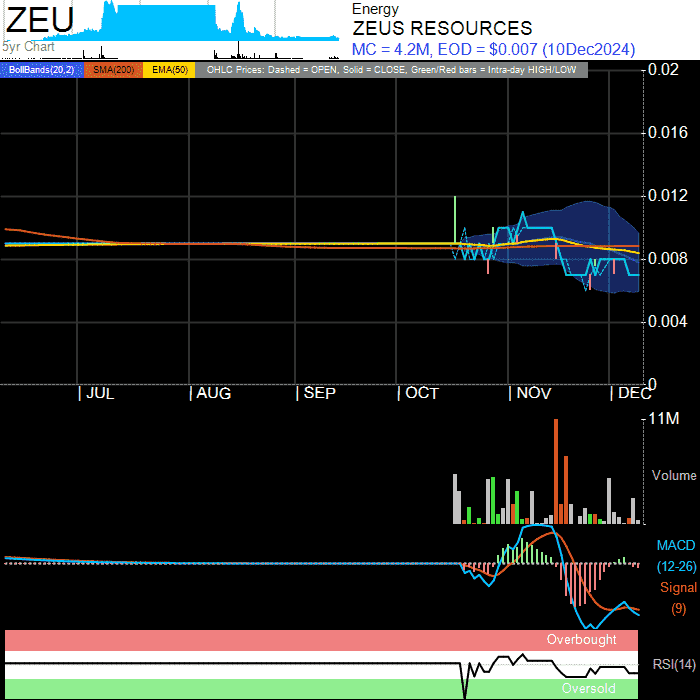 ZEU
5yr Chart
Energy
ZEUS RESOURCES
MC = 4.2M, EOD = $0.007 (10Dec2024)
BollBands(20,2) SMA(200) EMA(50) OHLC Prices: Dashed = OPEN, Solid = CLOSE, Green/Red bars = Intra-day HIGH/LOW
0.02
0.016
0.012
0.008
0.004
0
| JUL | AUG | SEP | OCT | NOV | DEC
11M
Volume
MACD
(12-26)
Signal
(9)
Overbought
RSI(14)
Oversold